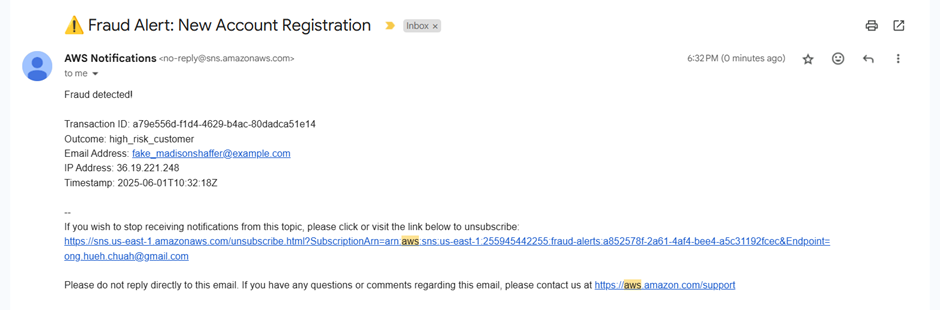 ⚠️ Fraud Alert: New Account Registration Inbox ×
AWS Notifications <no-reply@sns.amazonaws.com> 6:32 PM (0 minutes ago)
to me
Fraud detected!
Transaction ID: a79e556d-f1d4-4629-b4ac-80dadca51e14
Outcome: high_risk_customer
Email Address: fake_madisonshaffer@example.com
IP Address: 36.19.221.248
Timestamp: 2025-06-01T10:32:18Z
--
If you wish to stop receiving notifications from this topic, please click or visit the link below to unsubscribe:
https://sns.us-east-1.amazonaws.com/unsubscribe.html?SubscriptionArn=arn:aws:sns:us-east-1:255945442255:fraud-alerts:a852578f-2a61-4af4-bee4-a5c31192fcec&Endpoint=
ong.hueh.chuah@gmail.com
Please do not reply directly to this email. If you have any questions or comments regarding this email, please contact us at https://aws.amazon.com/support